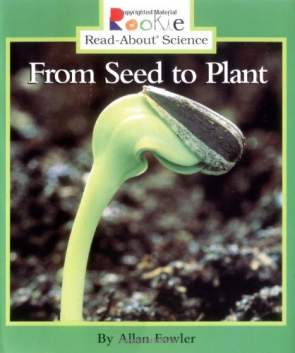 Copyrighted Material
Rookie
Read-About® Science
From Seed to Plant
By Allan Fowler